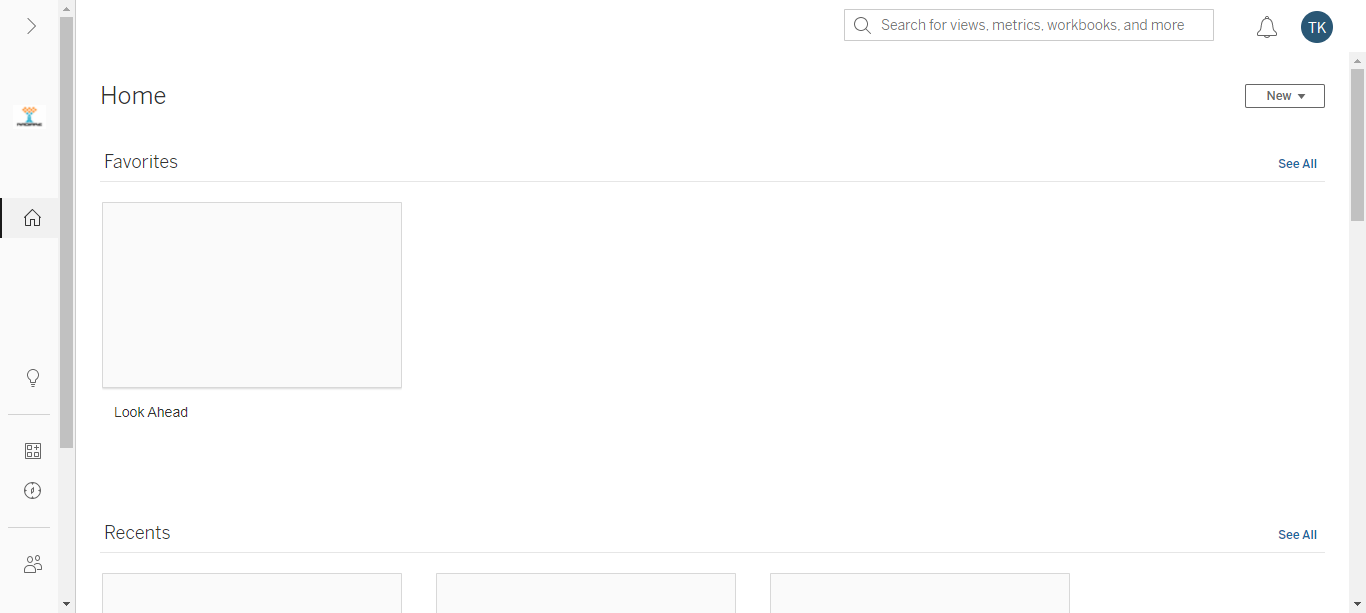 Search for views, metrics, workbooks, and more
TK
Home
New
Favorites
See All
Look Ahead
Recents
See All